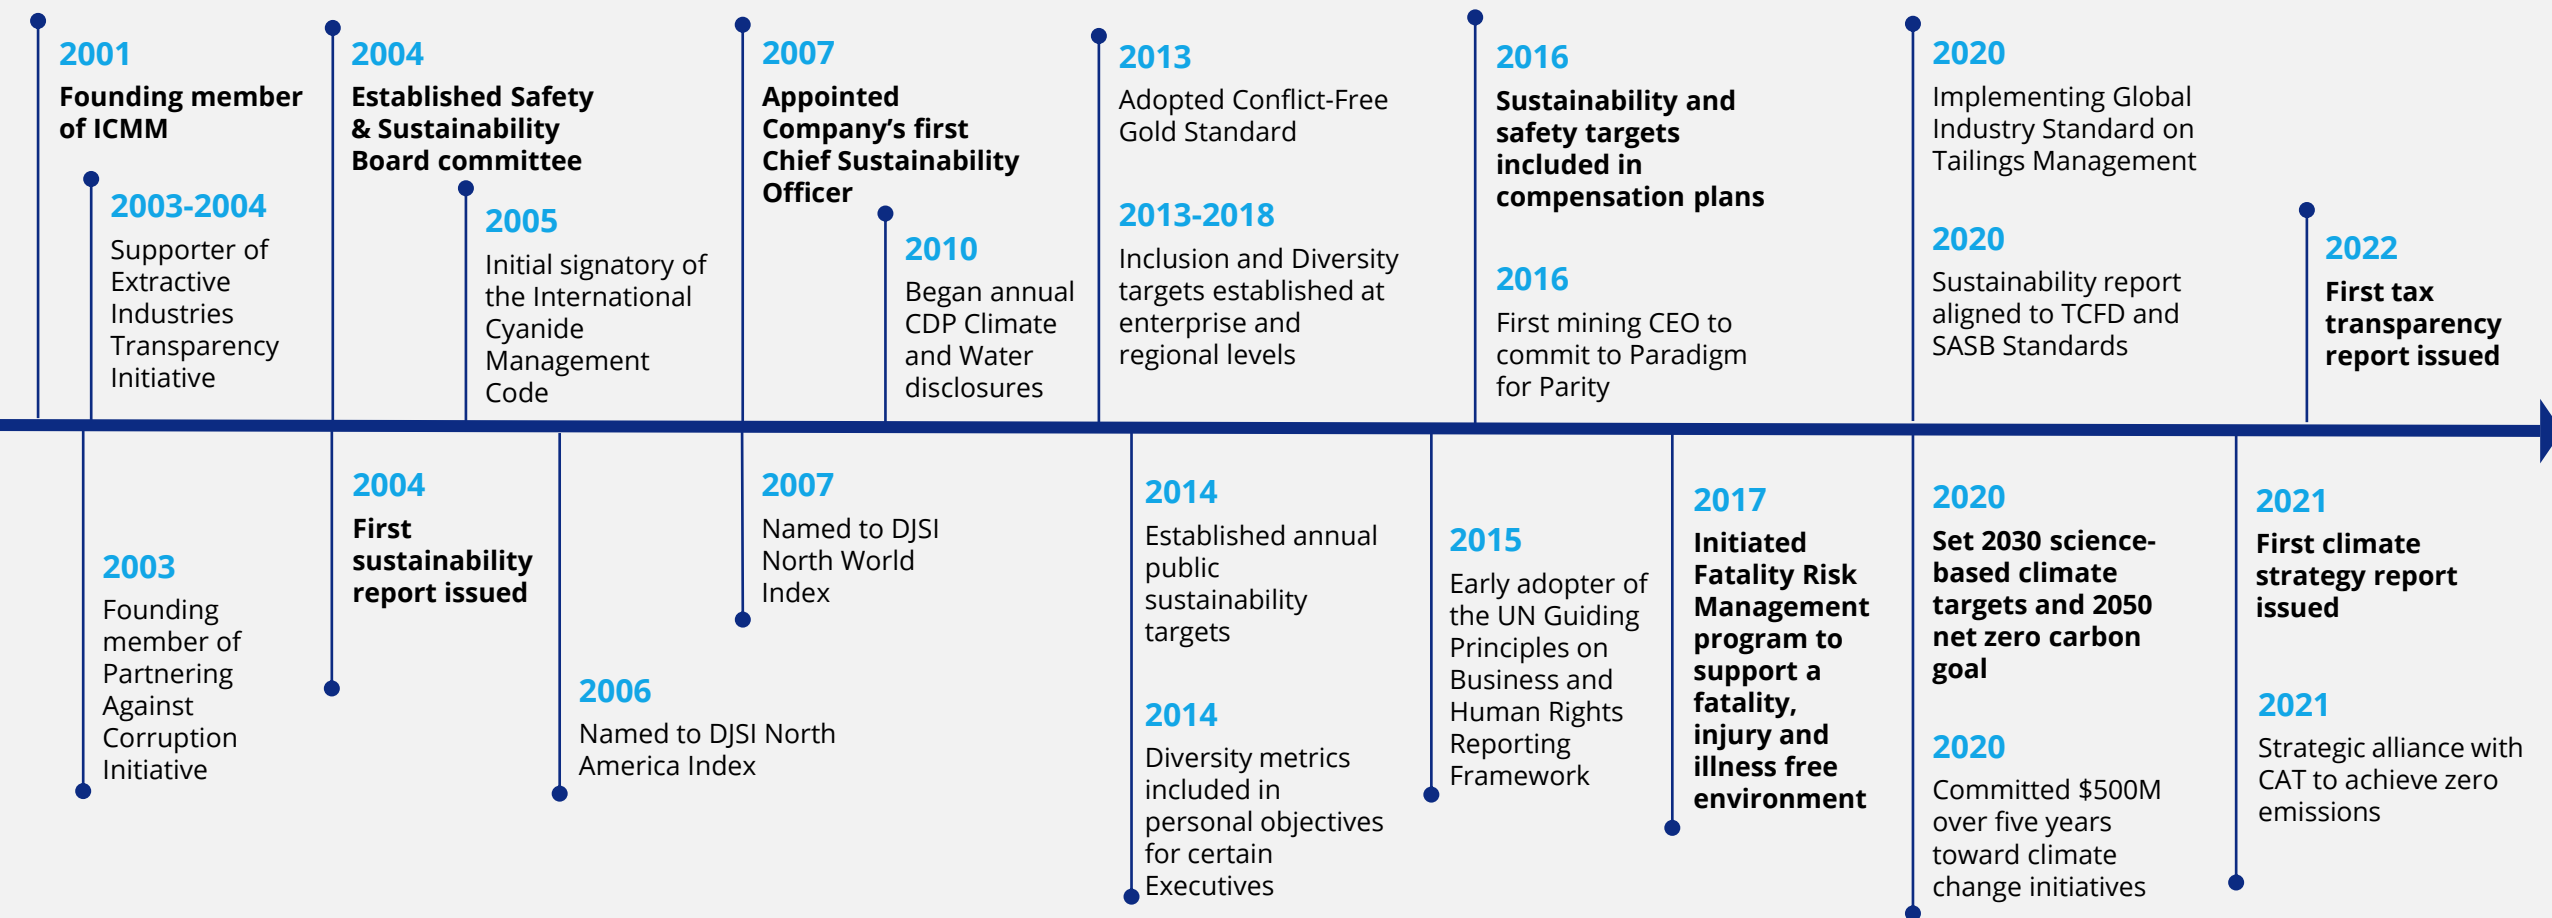 2001
Founding member
of ICMM
2003-2004
Supporter of
Extractive
Industries
Transparency
Initiative
2004
Established Safety
& Sustainability
Board committee
2005
Initial signatory of
the International
Cyanide
Management
Code
2007
Appointed
Company’s first
Chief Sustainability
Officer
2010
Began annual
CDP Climate
and Water
disclosures
2013
Adopted Conflict-Free
Gold Standard
2013-2018
Inclusion and Diversity
targets established at
enterprise and
regional levels
2016
Sustainability and
safety targets
included in
compensation plans
2016
First mining CEO to
commit to Paradigm
for Parity
2020
Implementing Global
Industry Standard on
Tailings Management
2020
Sustainability report
aligned to TCFD and
SASB Standards
2022
First tax
transparency
report issued
2003
Founding
member of
Partnering
Against
Corruption
Initiative
2004
First
sustainability
report issued
2006
Named to DJSI North
America Index
2007
Named to DJSI
North World
Index
2014
Established annual
public
sustainability
targets
2014
Diversity metrics
included in
personal objectives
for certain
Executives
2015
Early adopter of
the UN Guiding
Principles on
Business and
Human Rights
Reporting
Framework
2017
Initiated
Fatality Risk
Management
program to
support a
fatality,
injury and
illness free
environment
2020
Set 2030 science-
based climate
targets and 2050
net zero carbon
goal
2020
Committed $500M
over five years
toward climate
change initiatives
2021
First climate
strategy report
issued
2021
Strategic alliance with
CAT to achieve zero
emissions